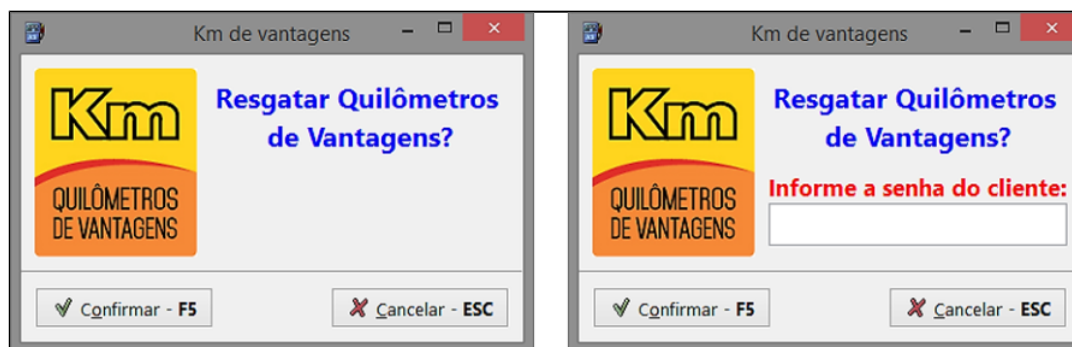 Km de vantagens
Km
QUILÔMETROS
DE VANTAGENS
Resgatar Quilômetros
de Vantagens?
Confirmar - F5
Cancelar - ESC
Km de vantagens
Km
QUILÔMETROS
DE VANTAGENS
Resgatar Quilômetros
de Vantagens?
Informe a senha do cliente:
Confirmar - F5
Cancelar - ESC